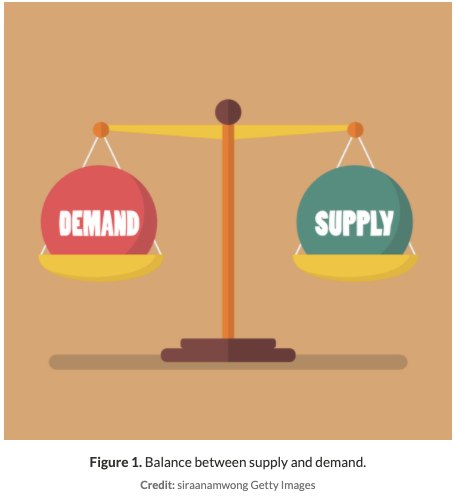 DEMAND
SUPPLY
Figure 1. Balance between supply and demand.
Credit: siraanamwong Getty Images